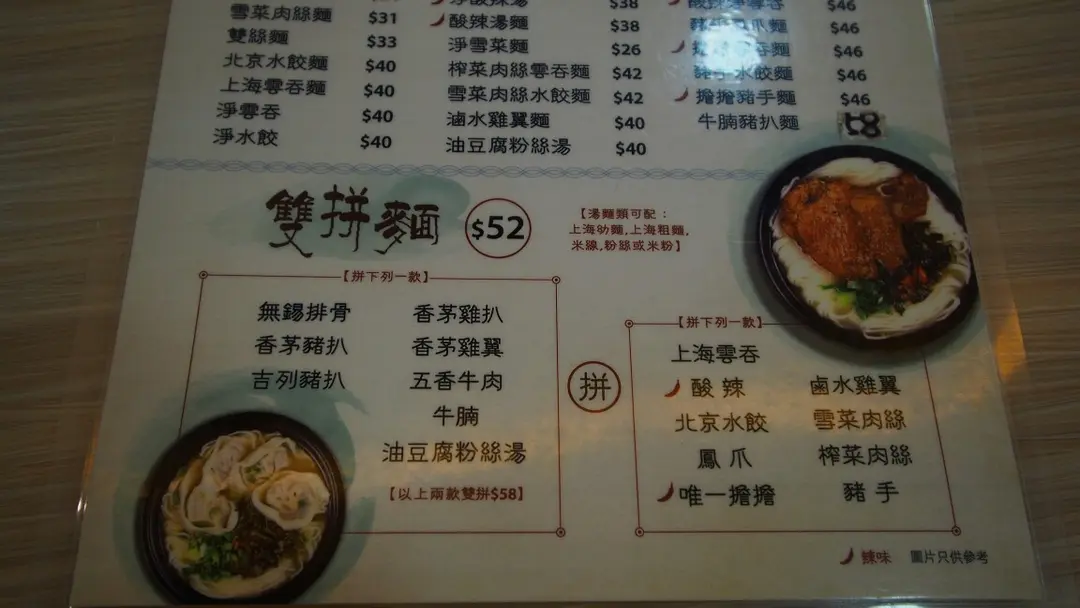 雪菜肉絲麵 $31
雙絲麵 $33
北京水餃麵 $40
上海雲吞麵 $40
淨雲吞 $40
淨水餃 $40
$38
酸辣湯麵 $38
淨雪菜麵 $26
榨菜肉絲雲吞麵 $42
雪菜肉絲水餃麵 $42
滷水雞翼麵 $40
油豆腐粉絲湯 $40
$46
$46
$46
豬手水餃麵 $46
擔擔豬手麵 $46
牛腩豬扒麵 58
雙拼麵 $52
【湯麵類可配：
上海幼麵,上海粗麵,
米線,粉絲或米粉】
【拼下列一款】
無錫排骨 香茅雞扒
香茅豬扒 香茅雞翼
吉列豬扒 五香牛肉
牛腩
油豆腐粉絲湯
【以上兩款雙拼$58】
拼
【拼下列一款】
上海雲吞
酸辣 鹵水雞翼
北京水餃 雪菜肉絲
鳳爪 榨菜肉絲
唯一擔擔 豬手
辣味 圖片只供參考